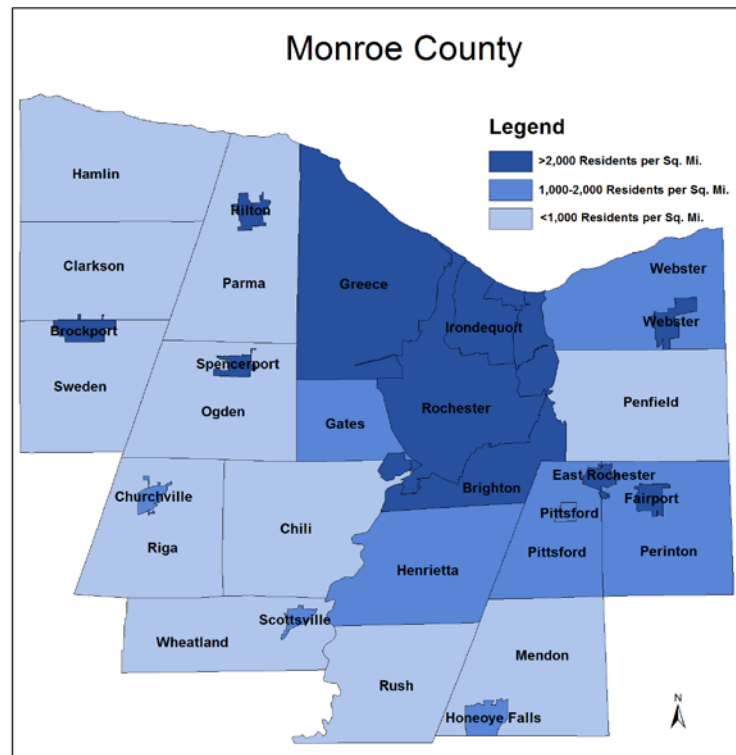 Monroe County
Legend
>2,000 Residents per Sq. Mi.
1,000-2,000 Residents per Sq. Mi.
<1,000 Residents per Sq. Mi.
Hamlin
Hilton
Clarkson
Parma
Greece
Webster
Irondequoit
Webster
Brockport
Spencerport
Sweden
Ogden
Gates
Rochester
Penfield
Churchville
Riga
Chili
Brighton
East Rochester
Fairport
Pittsford
Henrietta
Pittsford
Perinton
Scottsville
Wheatland
Rush
Mendon
Honeoye Falls
N